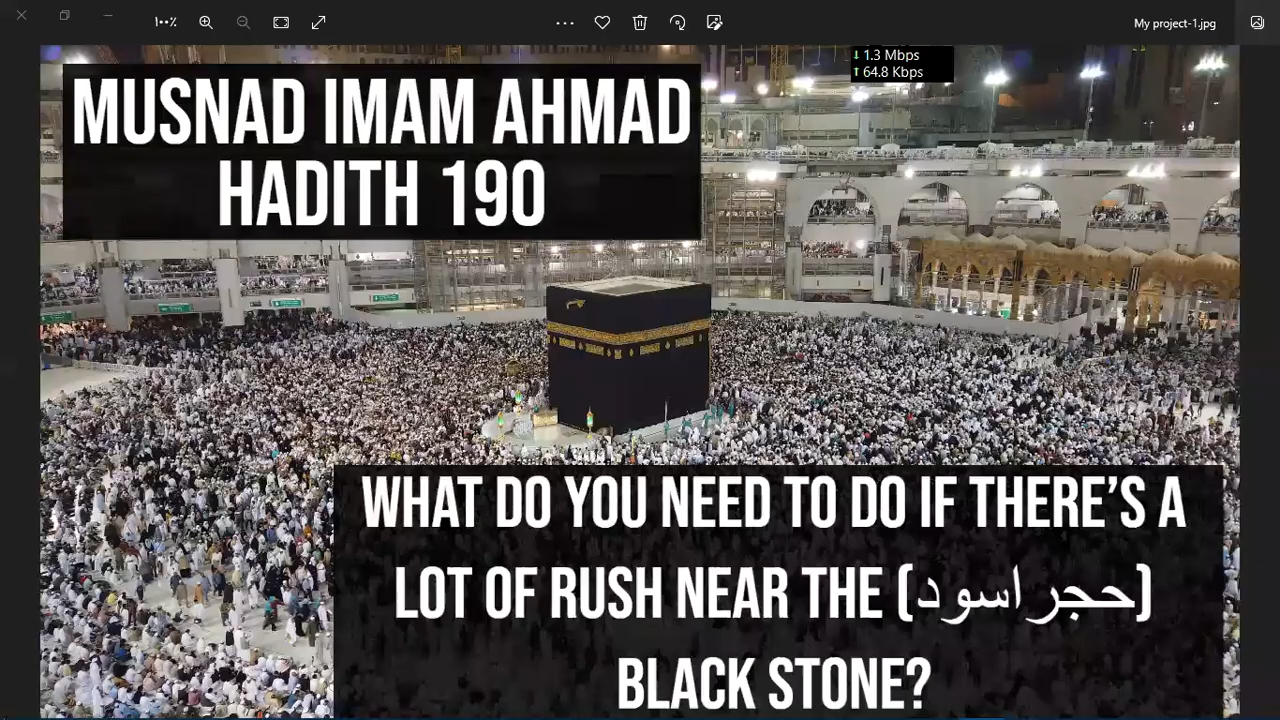 ١٠٠٪
My project-1.jpg
↓ 1.3 Mbps
↑ 64.8 Kbps
MUSNAD IMAM AHMAD
HADITH 190
WHAT DO YOU NEED TO DO IF THERE’S A
LOT OF RUSH NEAR THE (حجر اسود)
BLACK STONE?